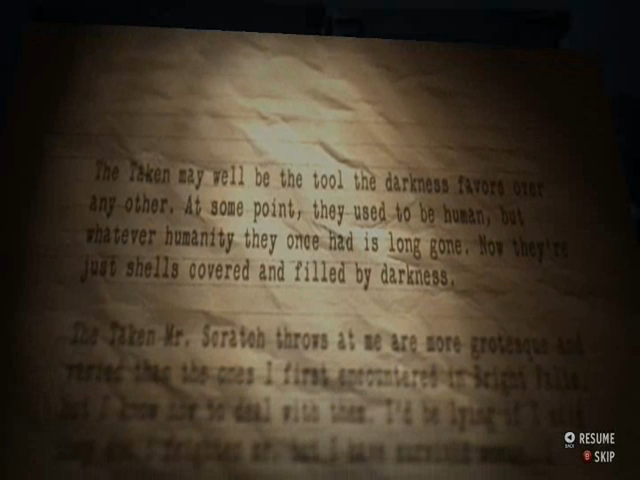 The Taken may well be the tool the darkness favors over
any other. At some point, they used to be human, but
whatever humanity they once had is long gone. Now they're
just shells covered and filled by darkness.
The Taken Mr. Scratch throws at me are more grotesque and
varied than the ones I first encountered in Bright Falls,
but I know how to deal with them. I'd be lying if I said
BACK
RESUME
B SKIP